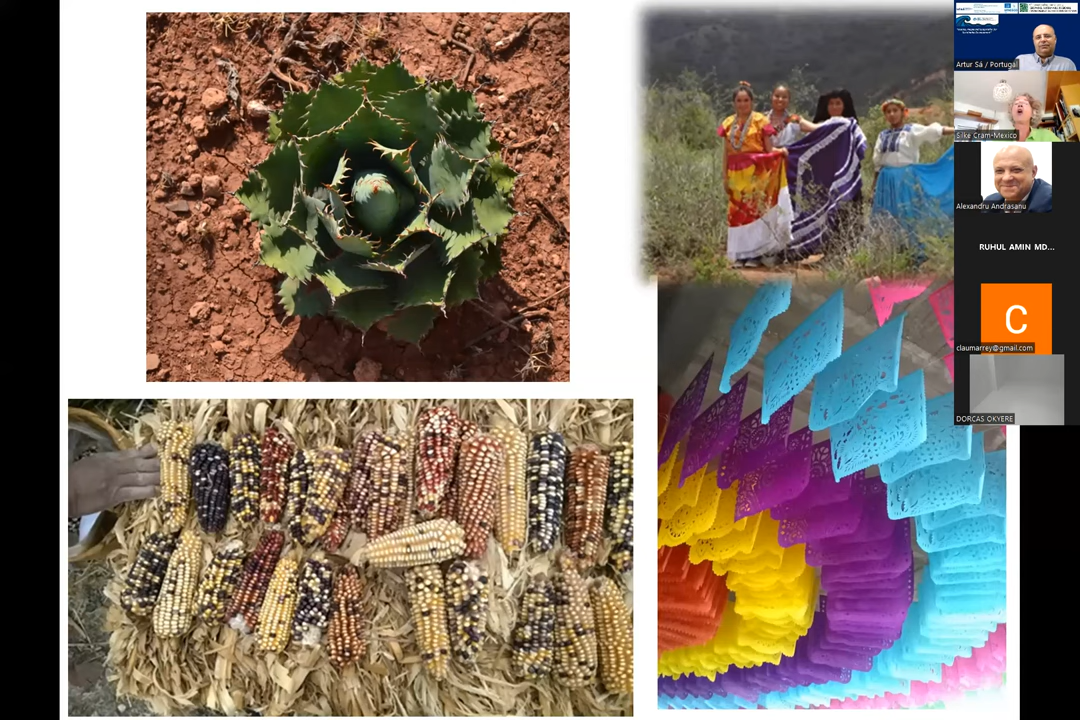 Artur Sá / Portugal
Silke Cram-Mexico
Alexandru Andrasanu
RUHUL AMIN MD...
C
claumarrey@gmail.com
DORCAS OKYERE